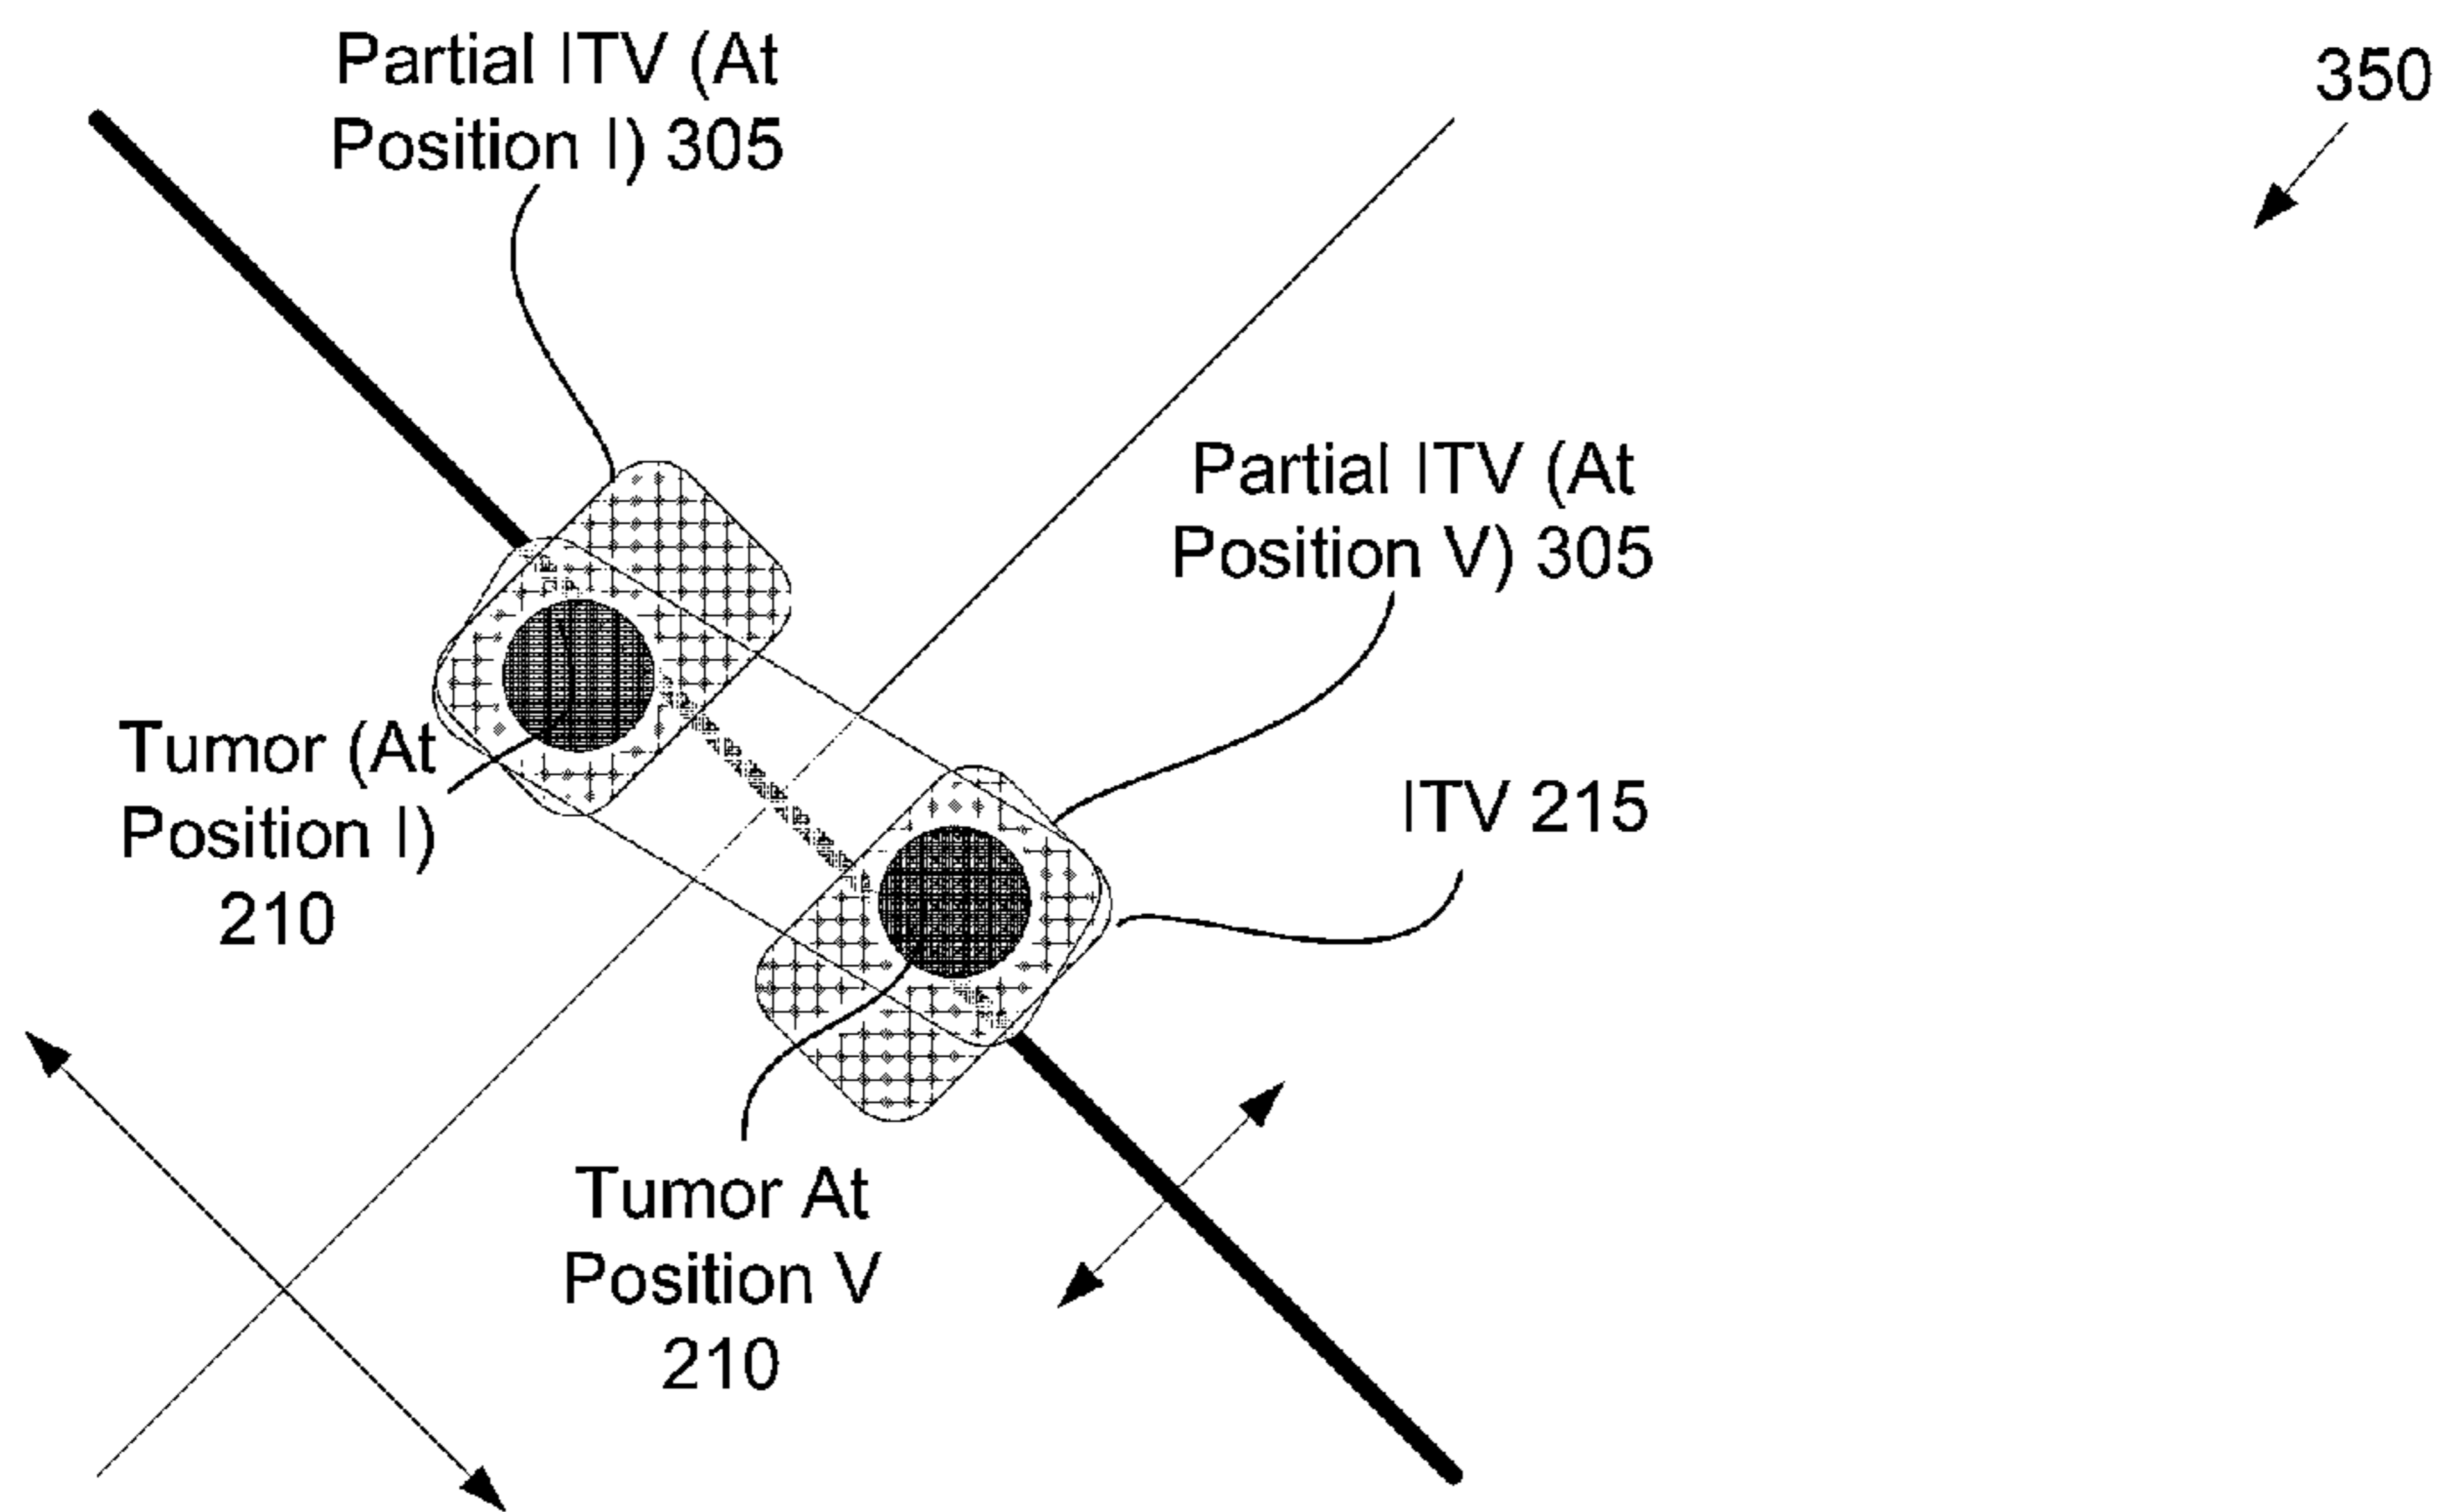 Partial ITV (At
Position I) 305
350
Partial ITV (At
Position V) 305
Tumor (At
Position I)
210
ITV 215
Tumor At
Position V
210